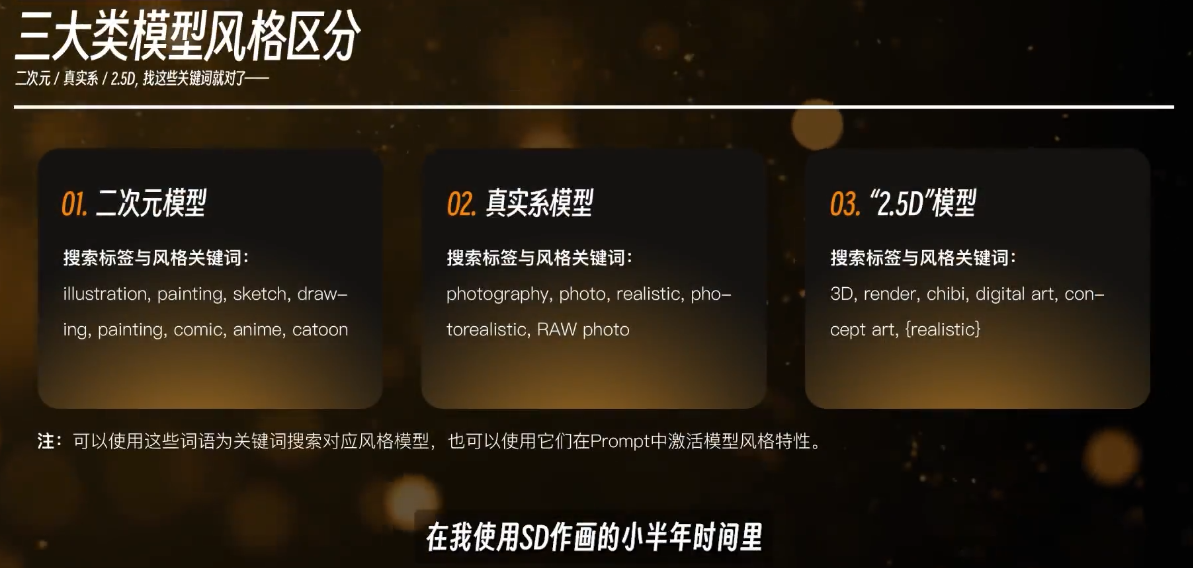 三大类模型风格区分
二次元 / 真实系 / 2.5D, 找这些关键词就对了——
01. 二次元模型
搜索标签与风格关键词：
illustration, painting, sketch, draw-
ing, painting, comic, anime, catoon
02. 真实系模型
搜索标签与风格关键词：
photography, photo, realistic, pho-
torealistic, RAW photo
03. “2.5D”模型
搜索标签与风格关键词：
3D, render, chibi, digital art, con-
cept art, {realistic}
注：可以使用这些词语为关键词搜索对应风格模型，也可以使用它们在Prompt中激活模型风格特性。
在我使用SD作画的小半年时间里